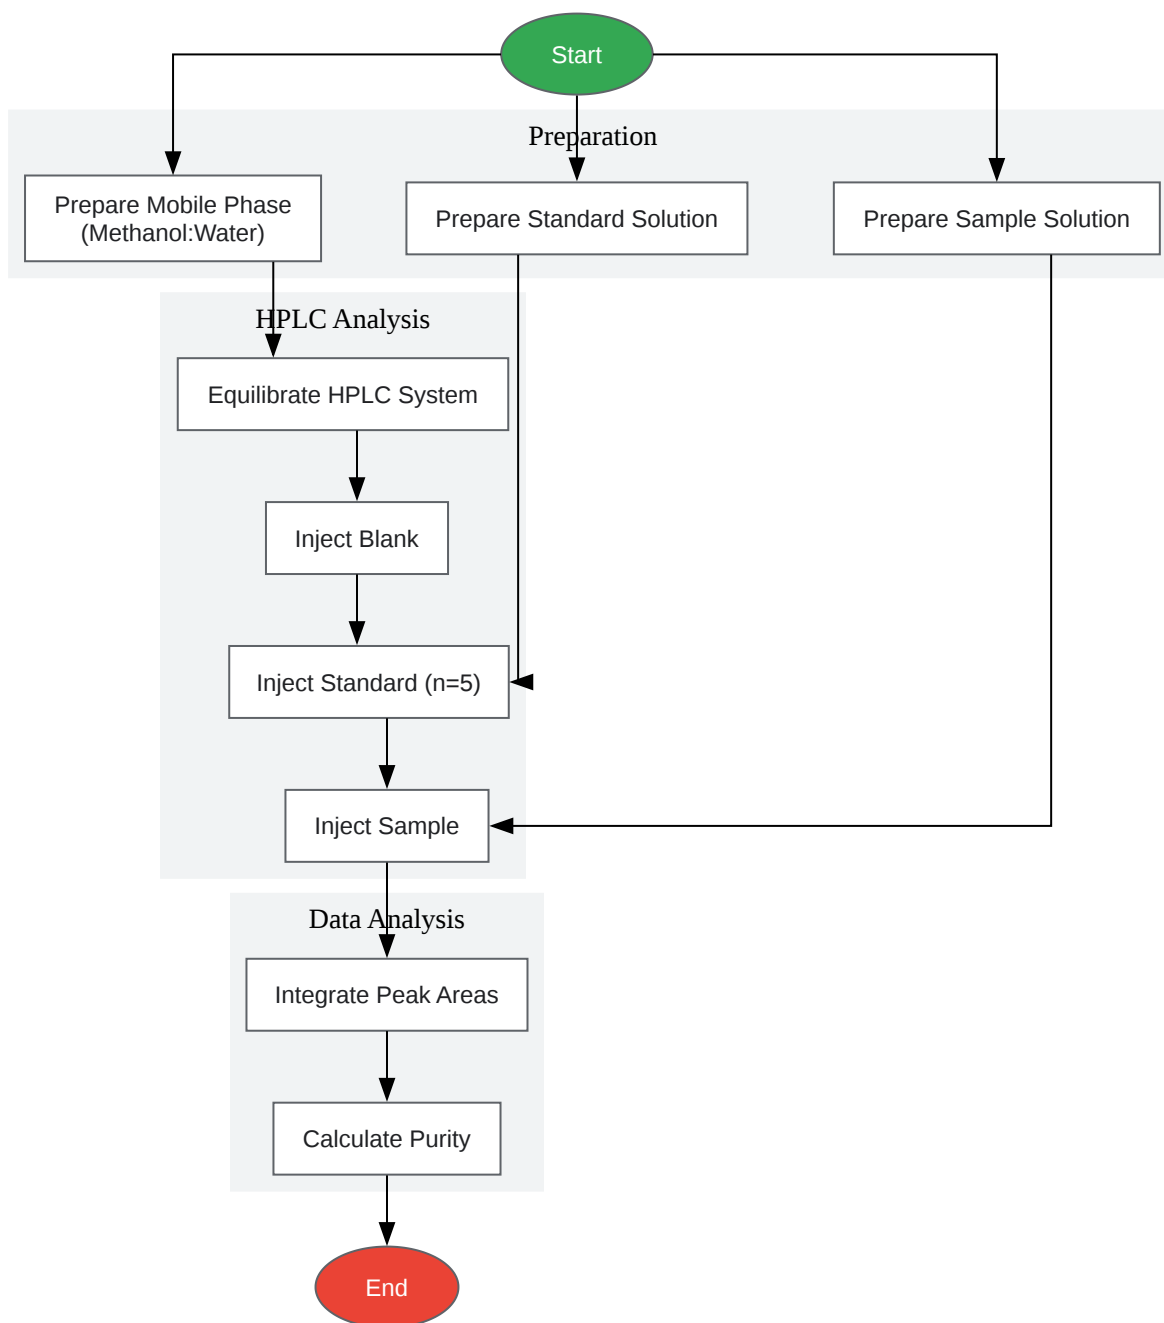 Start
Preparation
Prepare Mobile Phase
(Methanol:Water)
Prepare Standard Solution
Prepare Sample Solution
HPLC Analysis
Equilibrate HPLC System
Inject Blank
Inject Standard (n=5)
Inject Sample
Data Analysis
Integrate Peak Areas
Calculate Purity
End